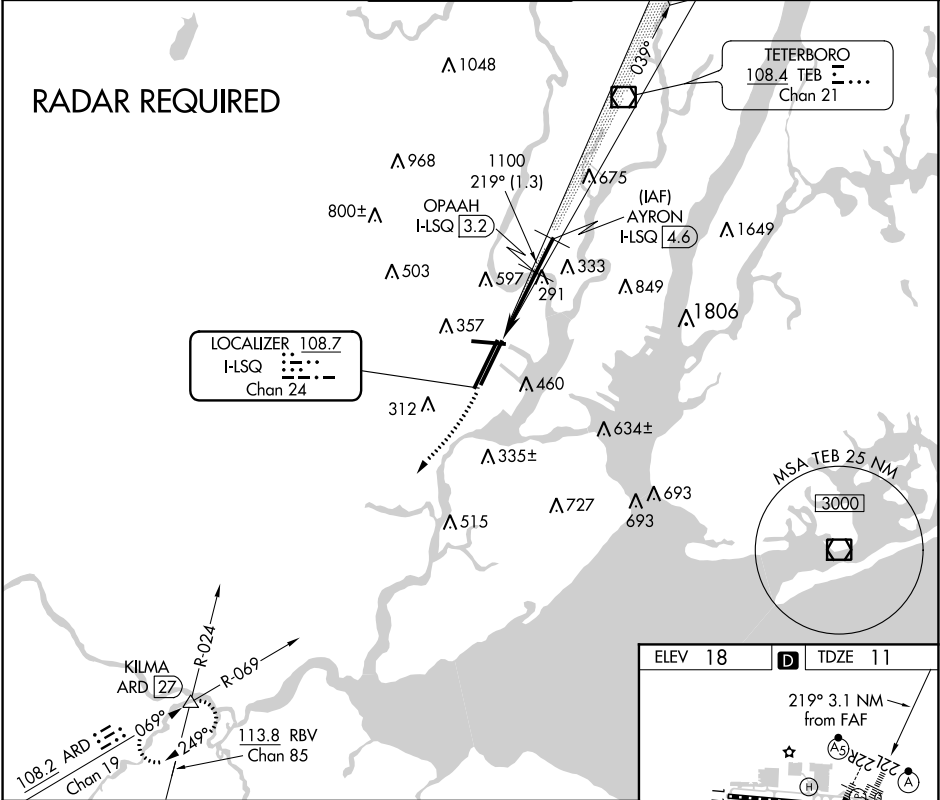 RADAR REQUIRED
1048
039°
TETERBORO
108.4 TEB
Chan 21
968
1100
219° (1.3)
675
800±
OPAAH
I-LSQ 3.2
(IAF)
AYRON
I-LSQ 4.6
1649
503
597
333
291
849
357
1806
LOCALIZER 108.7
I-LSQ
Chan 24
460
312
634±
335±
MSA TEB 25 NM
3000
727
693
693
515
R-024
KILMA
ARD 27
R-069
069°
249°
108.2 ARD
Chan 19
113.8 RBV
Chan 85
ELEV 18 D TDZE 11
219° 3.1 NM
from FAF
A5
22R
22L
A
H